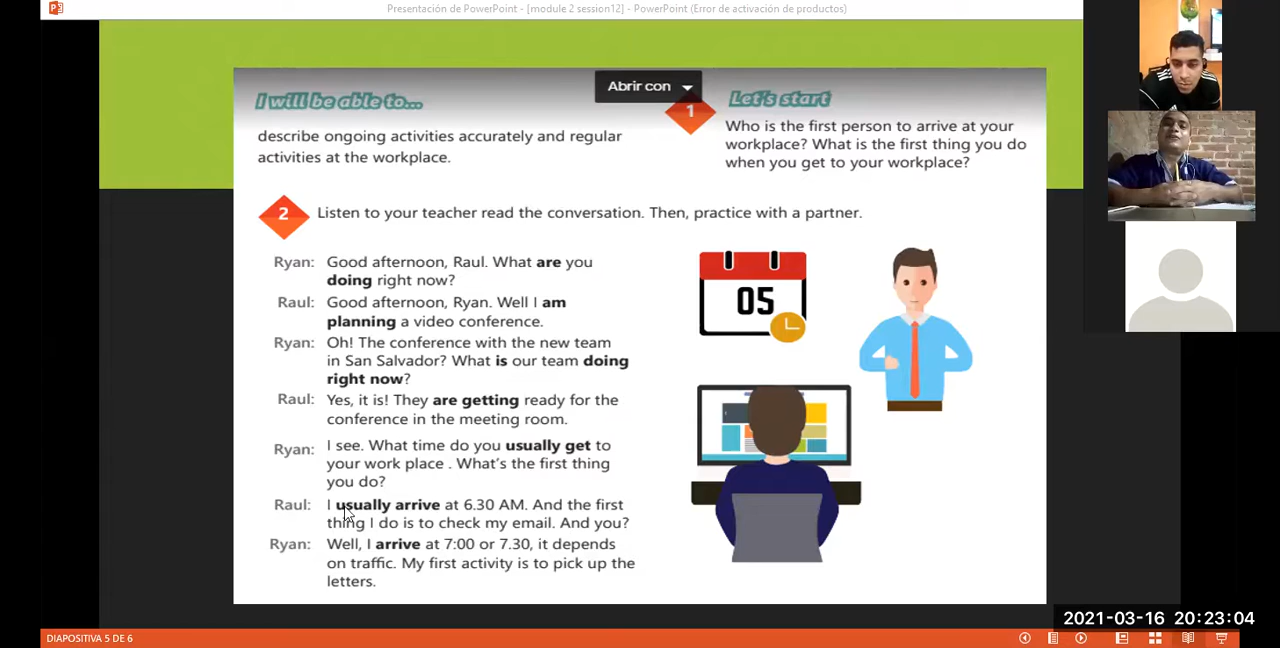 Presentación de PowerPoint - [module 2 session12] - PowerPoint (Error de activación de productos)
I will be able to...
describe ongoing activities accurately and regular
activities at the workplace.
Abrir con
1
Let's start
Who is the first person to arrive at your
workplace? What is the first thing you do
when you get to your workplace?
2
Listen to your teacher read the conversation. Then, practice with a partner.
Ryan: Good afternoon, Raul. What are you
doing right now?
Raul: Good afternoon, Ryan. Well I am
planning a video conference.
Ryan: Oh! The conference with the new team
in San Salvador? What is our team doing
right now?
Raul: Yes, it is! They are getting ready for the
conference in the meeting room.
Ryan: I see. What time do you usually get to
your work place . What's the first thing
you do?
Raul: I usually arrive at 6.30 AM. And the first
thing I do is to check my email. And you?
Ryan: Well, I arrive at 7:00 or 7.30, it depends
on traffic. My first activity is to pick up the
letters.
05
2021-03-16 20:23:04
DIAPOSITIVA 5 DE 6